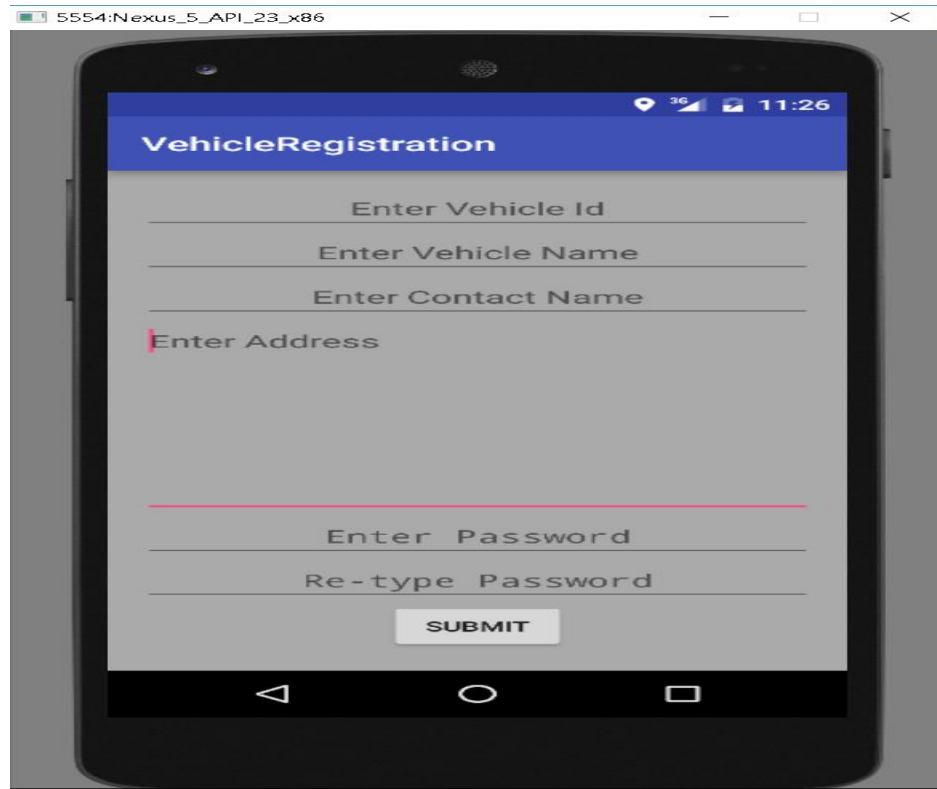 5554:Nexus_5_API_23_x86
3G 11:26
VehicleRegistration
Enter Vehicle Id
Enter Vehicle Name
Enter Contact Name
Enter Address
Enter Password
Re-type Password
SUBMIT